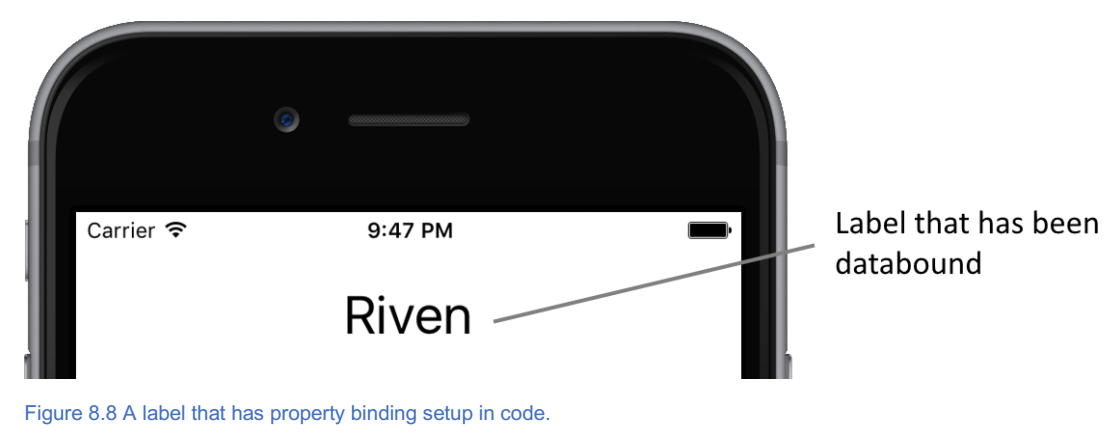 Carrier
9:47 PM
Riven
Label that has been
databound
Figure 8.8 A label that has property binding setup in code.